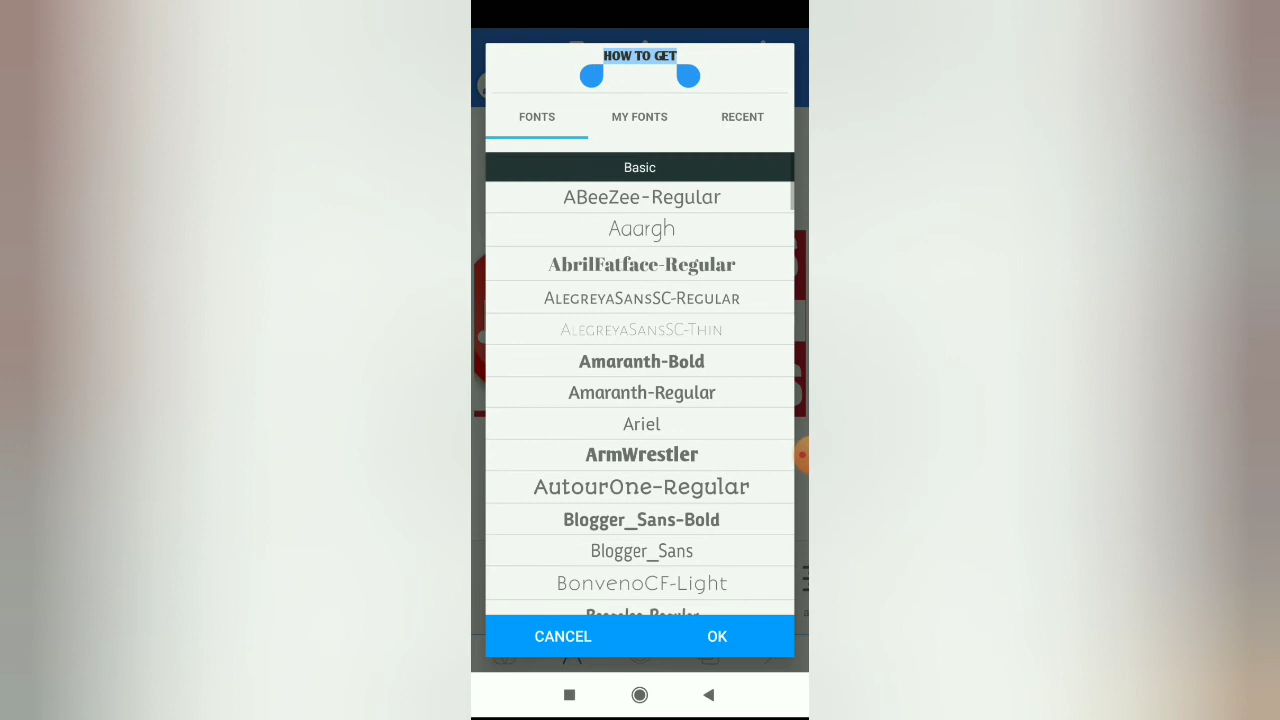 HOW TO GET
FONTS
MY FONTS
RECENT
Basic
ABeeZee-Regular
Aaargh
AbrilFatface-Regular
AlegreyaSansSC-Regular
AlegreyaSansSC-Thin
Amaranth-Bold
Amaranth-Regular
Ariel
ArmWrestler
AutourOne-Regular
Blogger_Sans-Bold
Blogger_Sans
BonvenoCF-Light
CANCEL
OK